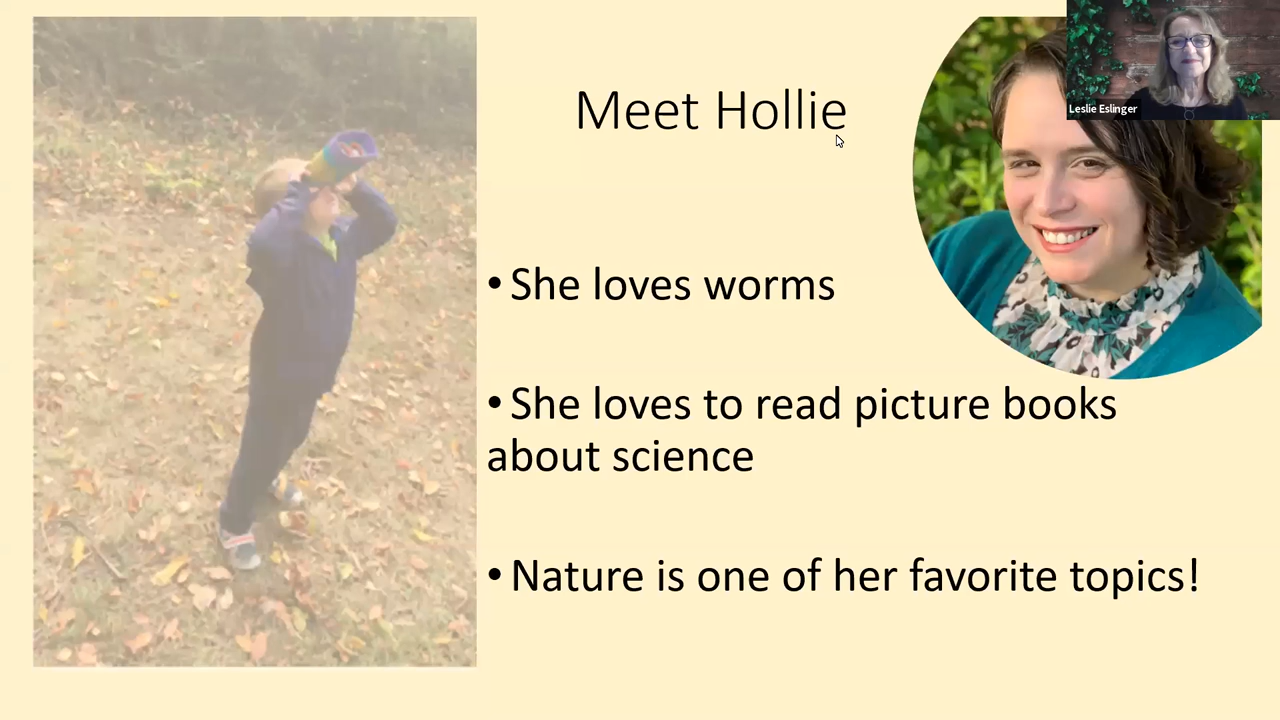 Meet Hollie
Leslie Eslinger
• She loves worms
• She loves to read picture books
about science
• Nature is one of her favorite topics!